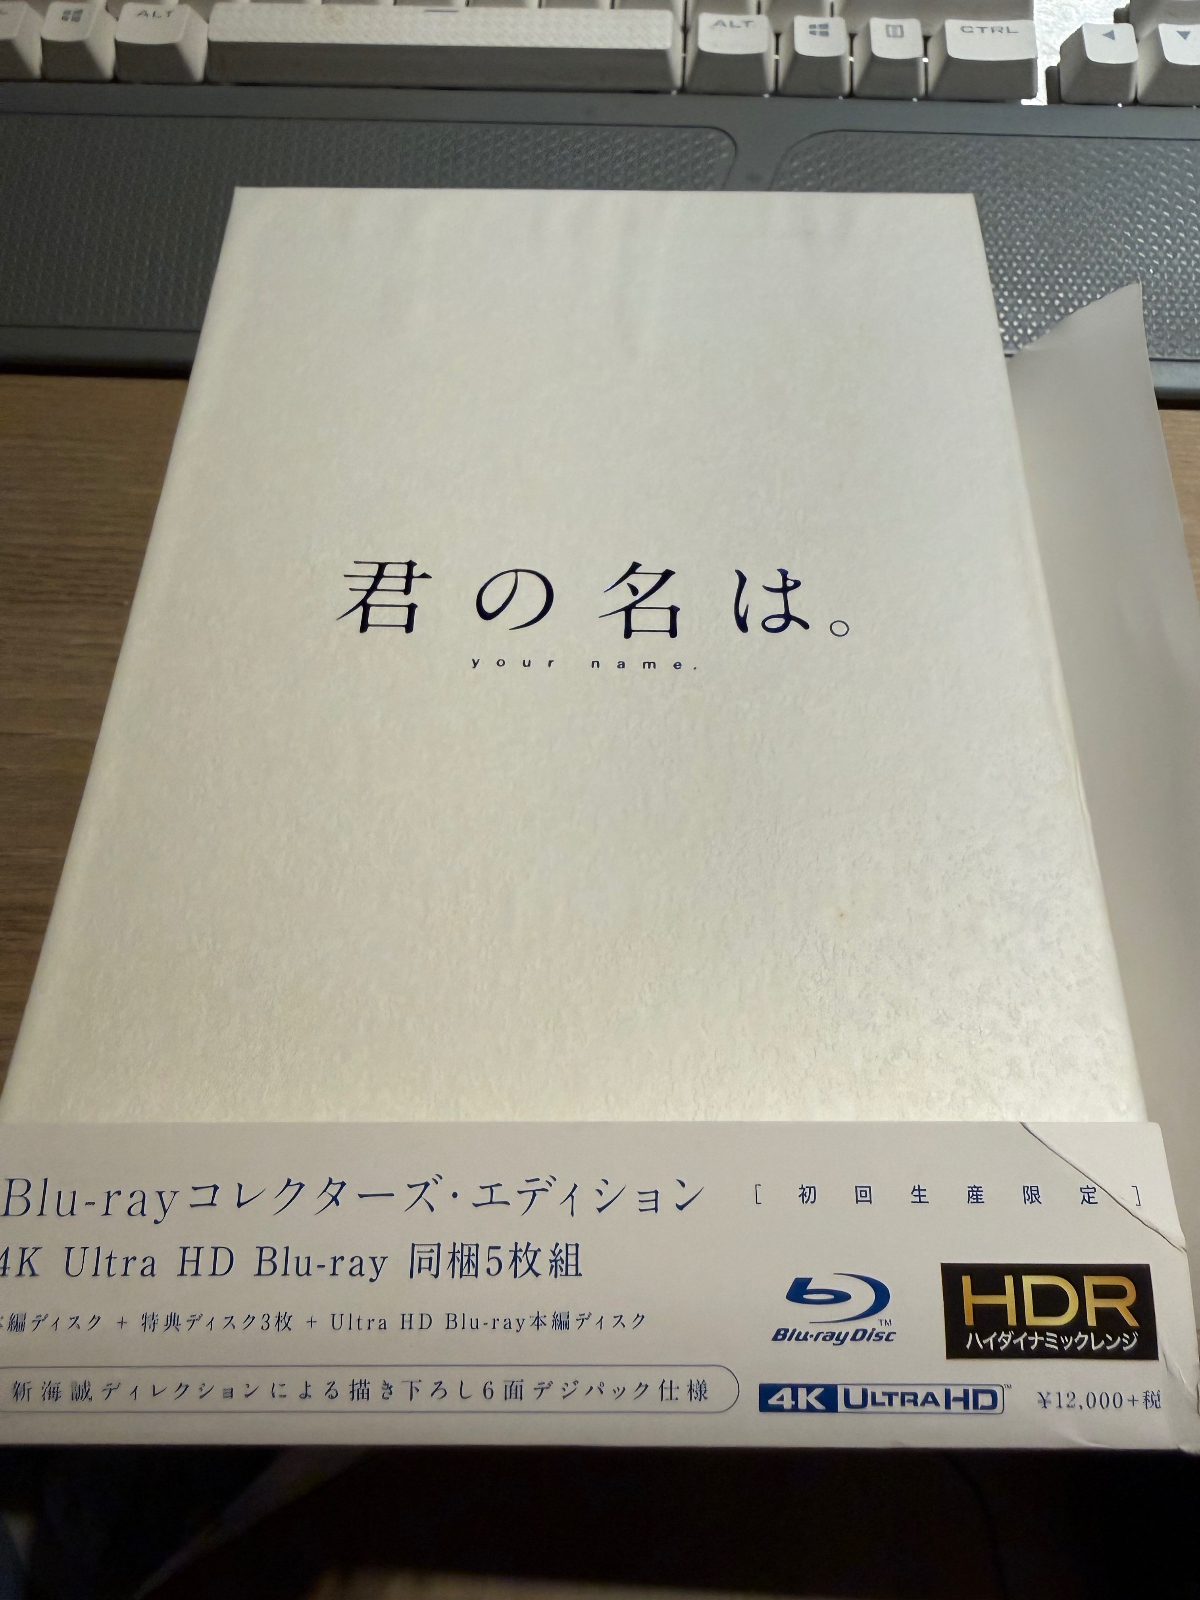 ALT
ALT
CTRL
君の名は。
your name.
Blu-rayコレクターズ・エディション [初回生産限定]
4K Ultra HD Blu-ray 同梱5枚組
編ディスク + 特典ディスク3枚 + Ultra HD Blu-ray本編ディスク
Blu-ray Disc™
HDR
ハイダイナミックレンジ
新海誠ディレクションによる描き下ろし6面デジパック仕様
4K ULTRA HD™
¥12,000+税